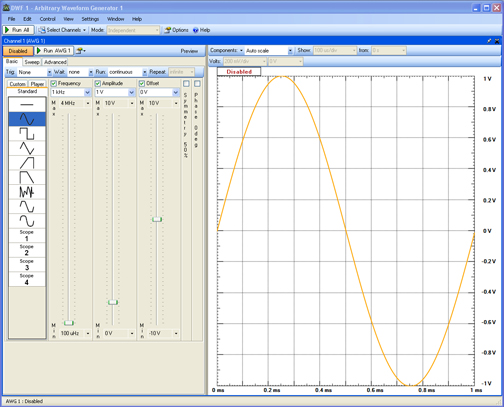 DWF 1 - Arbitrary Waveform Generator 1
File Edit Control View Settings Window Help
Run All Select Channels Mode: Independent Options Help
Channel 1 (AWG 1)
Disabled Run AWG 1 Preview
Components Auto scale Show: 100 us/div From: 0 s
Basic Sweep Advanced
Volts: 200 mV/div 0 V
Trig None Wait: none Run: continuous Repeat infinite
Disabled
Custom Player
Standard
Frequency Amplitude Offset
1 kHz 1 V 0 V
Max 4 MHz Max 10 V Max 10 V
Symmetry 50 %
Phase 0 deg
Scope 1
Scope 2
Scope 3
Scope 4
Min 100 uHz Min 0 V Min -10 V
1 V
0.8 V
0.6 V
0.4 V
0.2 V
0 V
-0.2 V
-0.4 V
-0.6 V
-0.8 V
-1 V
0 ms 0.2 ms 0.4 ms 0.6 ms 0.8 ms 1 ms
AWG 1 : Disabled